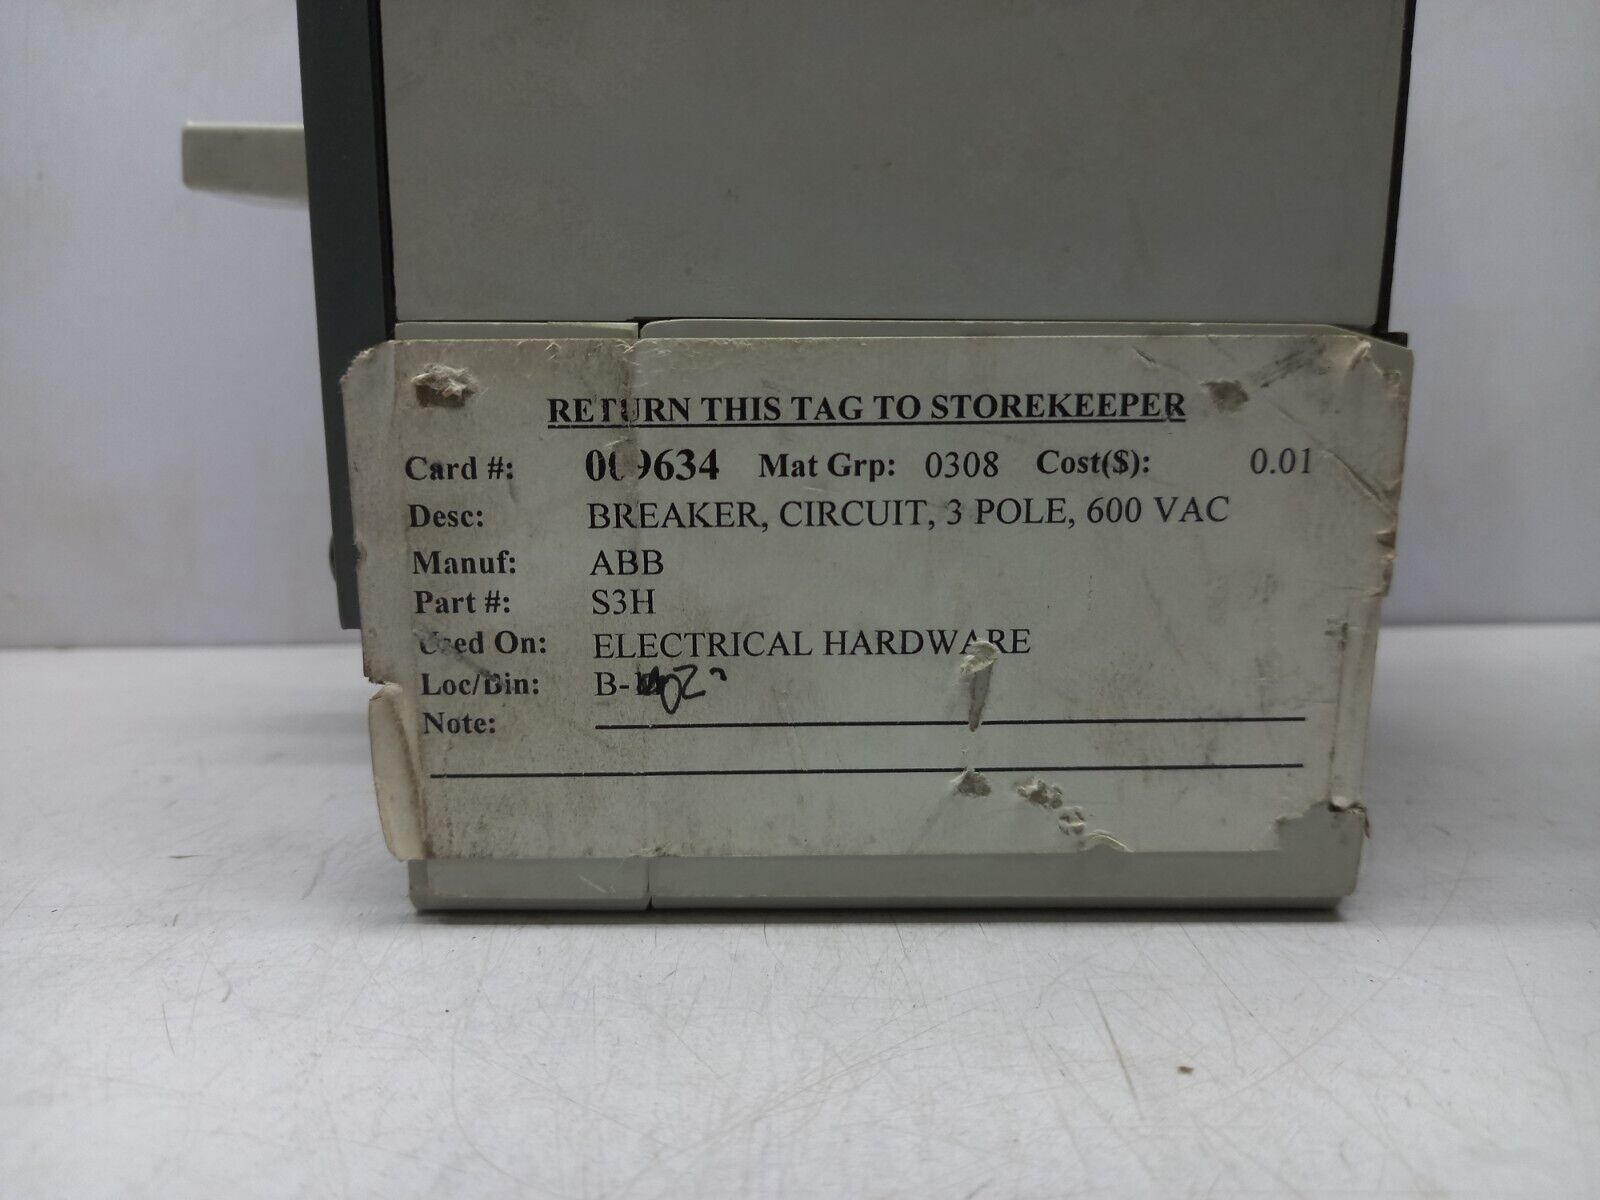 RETURN THIS TAG TO STOREKEEPER
Card #: 009634 Mat Grp: 0308 Cost($): 0.01
Desc: BREAKER, CIRCUIT, 3 POLE, 600 VAC
Manuf: ABB
Part #: S3H
Used On: ELECTRICAL HARDWARE
Loc/Bin:
Note: